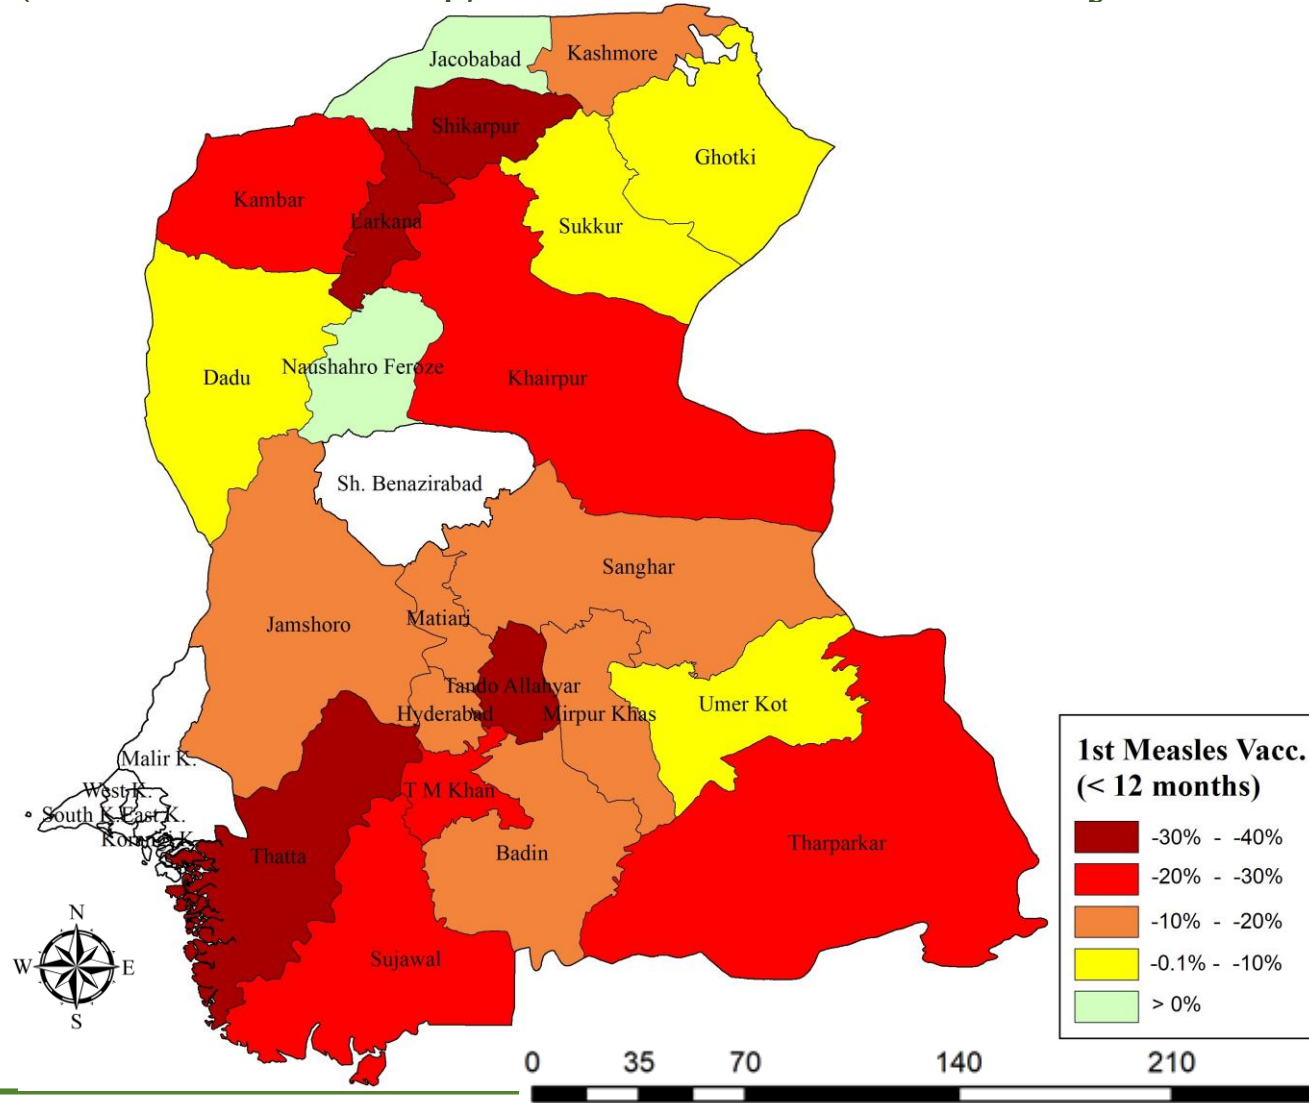 Jacobabad
Kashmore
Shikarpur
Ghotki
Kambar
Larkana
Sukkur
Dadu
Naushahro Feroze
Khairpur
Sh. Benazirabad
Sanghar
Jamshoro
Matiari
Tando Allahyar
Hyderabad
Mirpur Khas
Umer Kot
Malir K.
West K.
South K.
East K.
Korangi K.
T M Khan
Thatta
Badin
Tharparkar
Sujawal
N
W
E
S
1st Measles Vacc.
(< 12 months)
-30% - -40%
-20% - -30%
-10% - -20%
-0.1% - -10%
> 0%
0 35 70 140 210